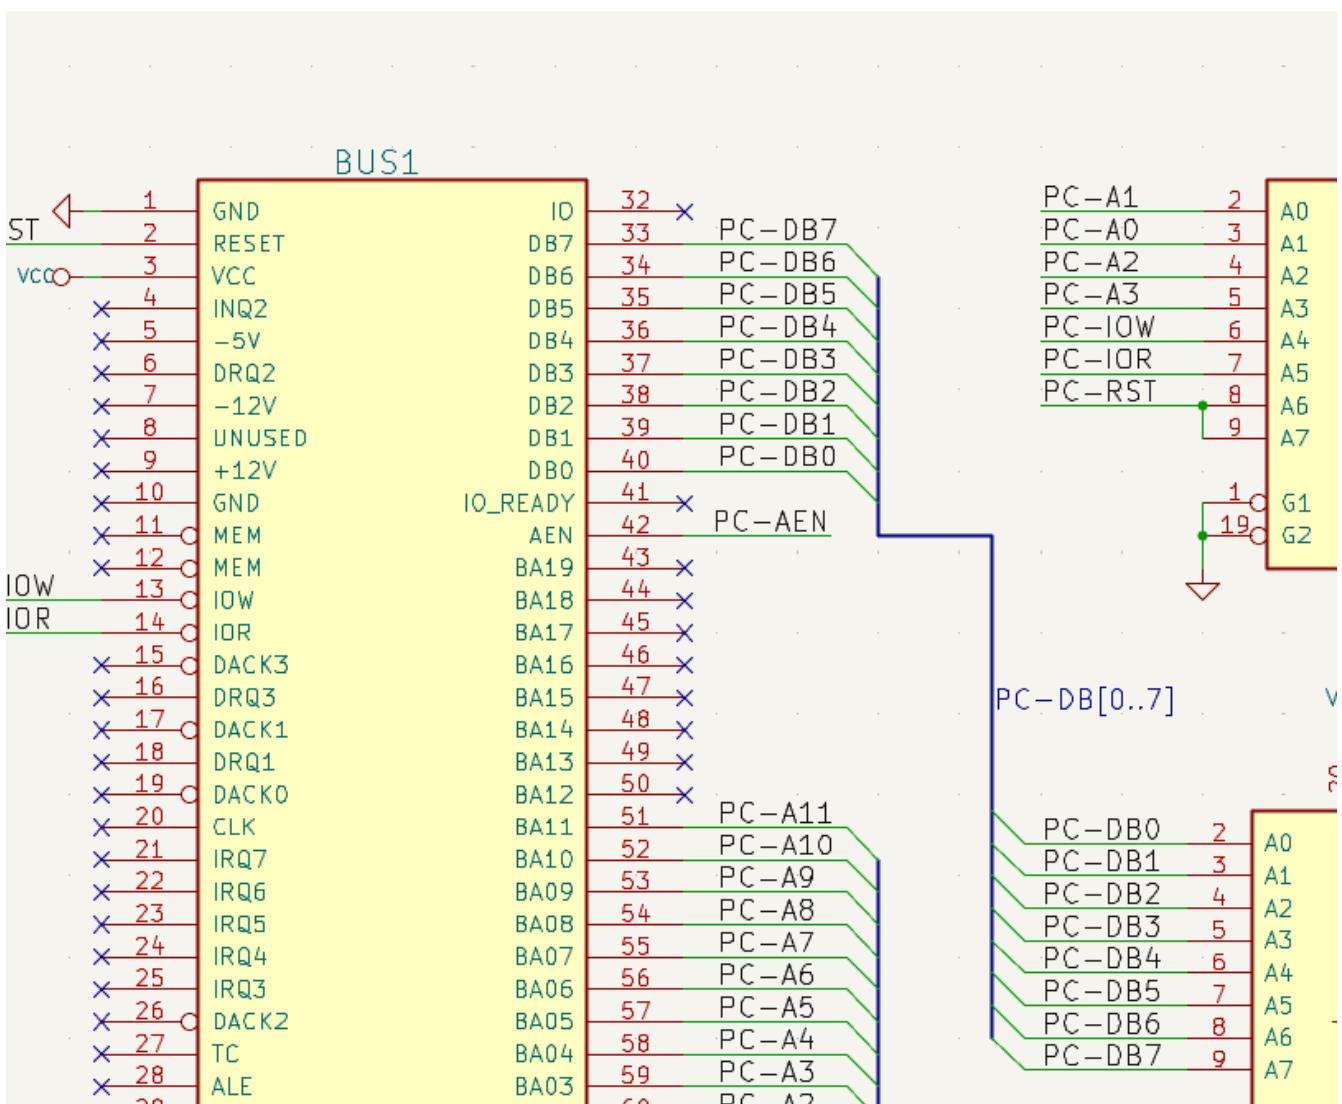 BUS1
ST
VCC
1 GND
2 RESET
3 VCC
4 INQ2
5 -5V
6 DRQ2
7 -12V
8 UNUSED
9 +12V
10 GND
11 MEM
12 MEM
IOW 13 IOW
IOR 14 IOR
15 DACK3
16 DRQ3
17 DACK1
18 DRQ1
19 DACK0
20 CLK
21 IRQ7
22 IRQ6
23 IRQ5
24 IRQ4
25 IRQ3
26 DACK2
27 TC
28 ALE
IO 32
DB7 33 PC-DB7
DB6 34 PC-DB6
DB5 35 PC-DB5
DB4 36 PC-DB4
DB3 37 PC-DB3
DB2 38 PC-DB2
DB1 39 PC-DB1
DB0 40 PC-DB0
IO_READY 41
AEN 42 PC-AEN
BA19 43
BA18 44
BA17 45
BA16 46
BA15 47
BA14 48
BA13 49
BA12 50
BA11 51 PC-A11
BA10 52 PC-A10
BA09 53 PC-A9
BA08 54 PC-A8
BA07 55 PC-A7
BA06 56 PC-A6
BA05 57 PC-A5
BA04 58 PC-A4
BA03 59 PC-A3
PC-A1 2 A0
PC-A0 3 A1
PC-A2 4 A2
PC-A3 5 A3
PC-IOW 6 A4
PC-IOR 7 A5
PC-RST 8 A6
9 A7
1 G1
19 G2
PC-DB[0..7]
PC-DB0 2 A0
PC-DB1 3 A1
PC-DB2 4 A2
PC-DB3 5 A3
PC-DB4 6 A4
PC-DB5 7 A5
PC-DB6 8 A6
PC-DB7 9 A7